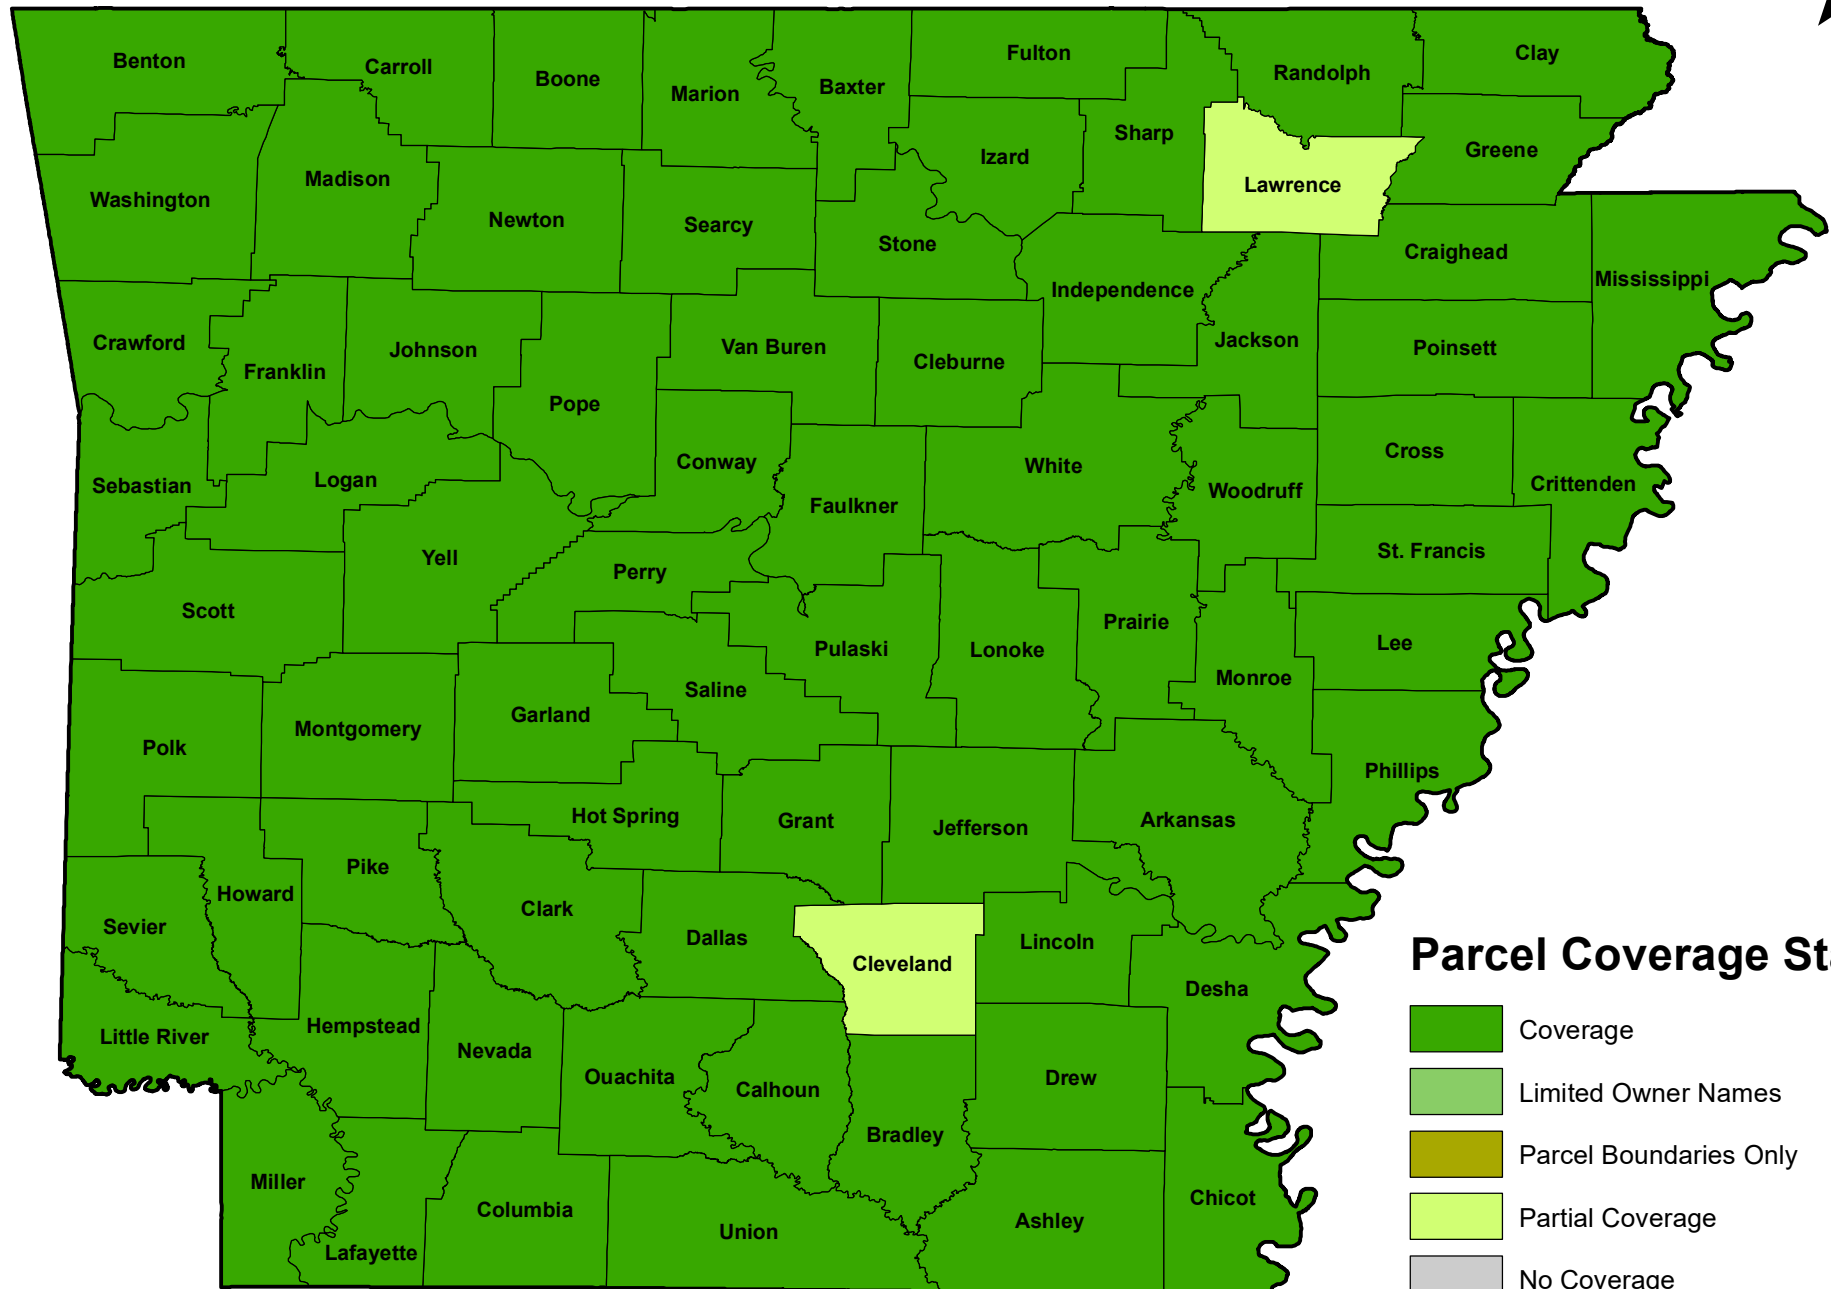 Benton
Carroll
Boone
Marion
Baxter
Fulton
Randolph
Clay
Sharp
Izard
Greene
Lawrence
Washington
Madison
Newton
Searcy
Stone
Craighead
Mississippi
Independence
Crawford
Franklin
Johnson
Van Buren
Cleburne
Jackson
Poinsett
Pope
Conway
White
Cross
Crittenden
Sebastian
Logan
Faulkner
Woodruff
Yell
Perry
St. Francis
Scott
Pulaski
Lonoke
Prairie
Lee
Saline
Monroe
Polk
Montgomery
Garland
Phillips
Hot Spring
Grant
Jefferson
Arkansas
Pike
Howard
Clark
Sevier
Dallas
Cleveland
Lincoln
Desha
Little River
Hempstead
Nevada
Ouachita
Calhoun
Drew
Bradley
Miller
Columbia
Lafayette
Union
Ashley
Chicot
Parcel Coverage Sta
Coverage
Limited Owner Names
Parcel Boundaries Only
Partial Coverage
No Coverage